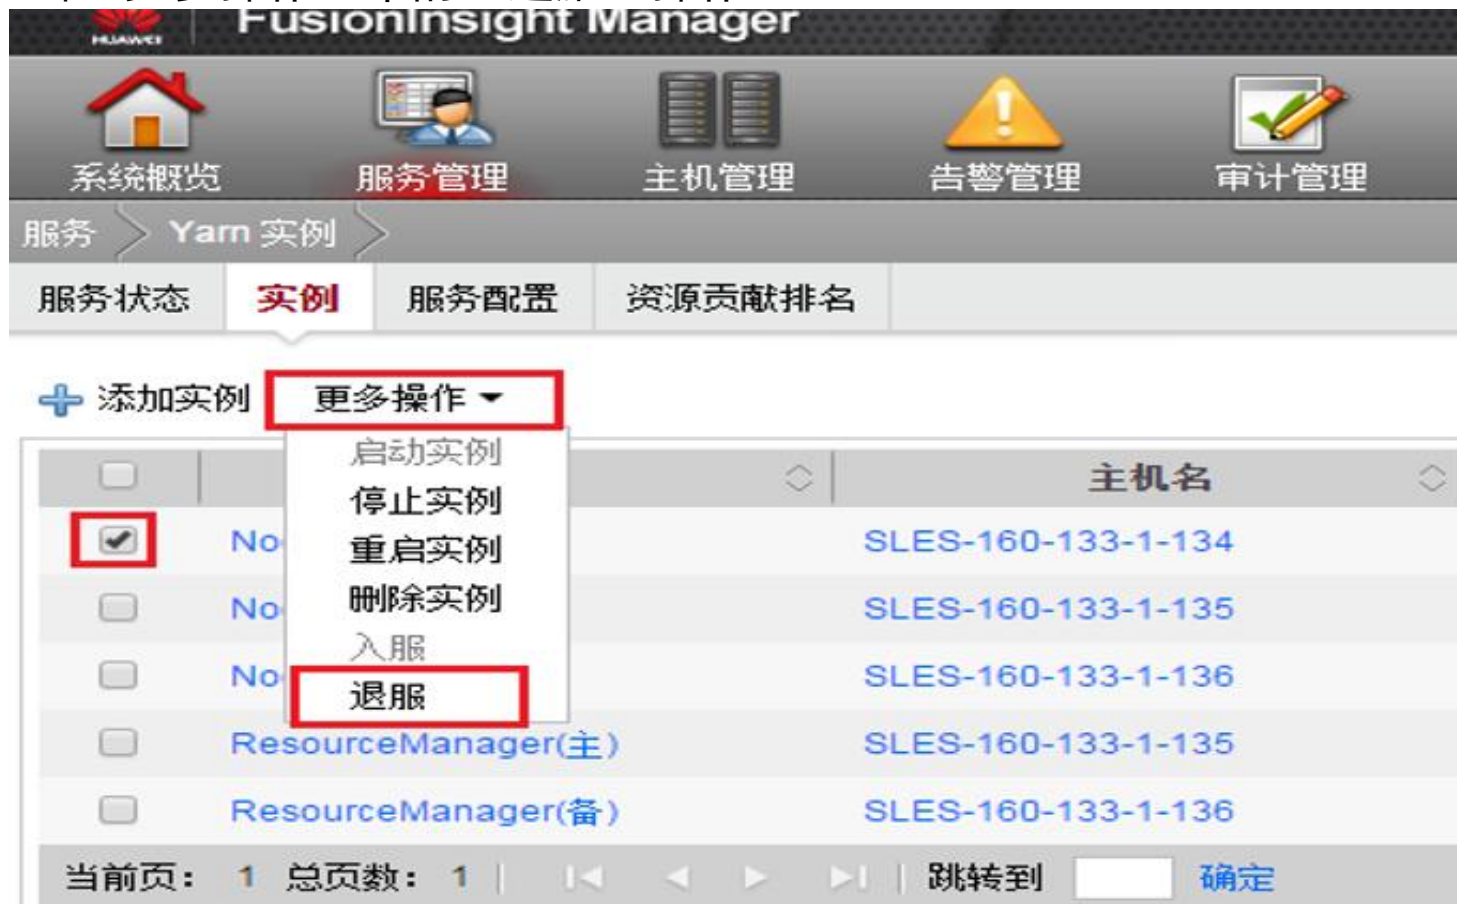 HUAWEI FusionInsight Manager
系统概览 服务管理 主机管理 告警管理 审计管理
服务 Yarn 实例
服务状态 实例 服务配置 资源贡献排名
添加实例 更多操作
启动实例
主机名
停止实例
No SLES-160-133-1-134
重启实例
删除实例
No SLES-160-133-1-135
入服
No SLES-160-133-1-136
退服
ResourceManager(主) SLES-160-133-1-135
ResourceManager(备) SLES-160-133-1-136
当前页: 1 总页数: 1 跳转到 确定